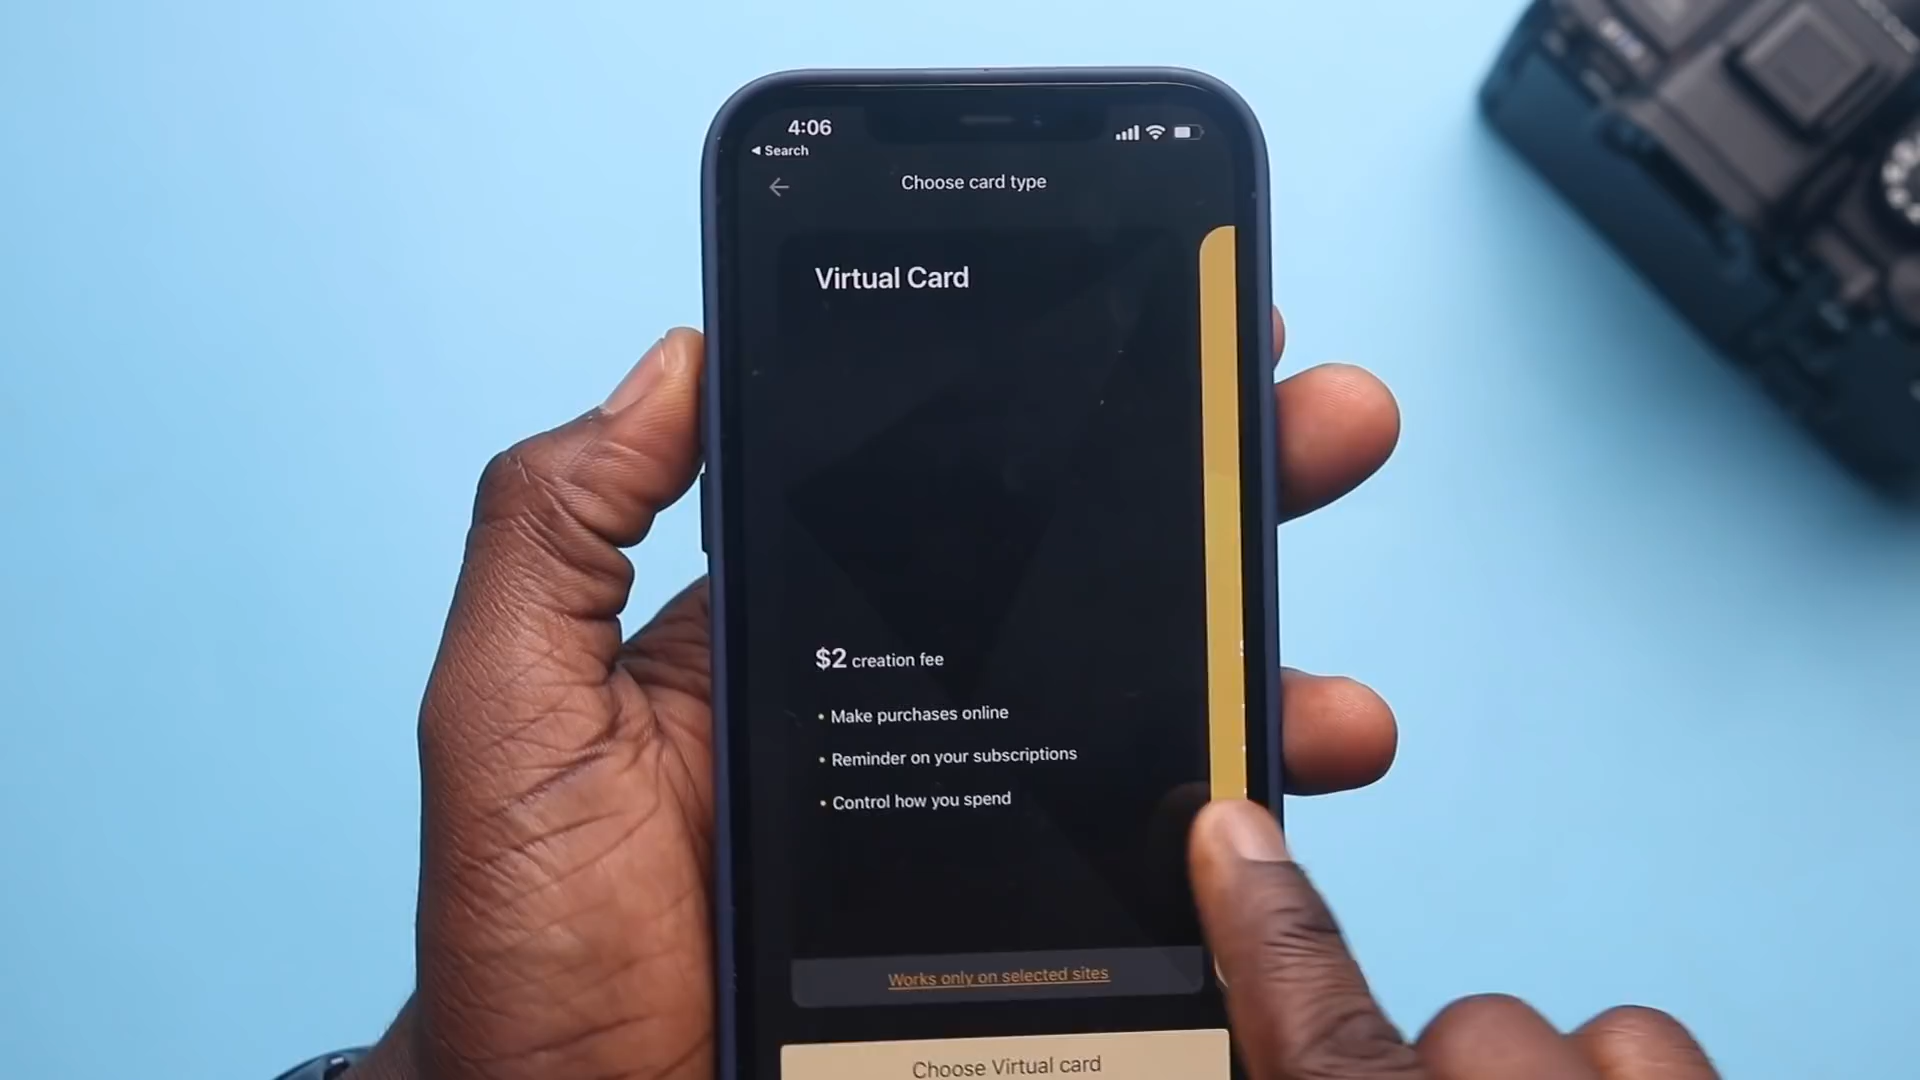 4:06
◀ Search
Choose card type
Virtual Card
$2 creation fee
• Make purchases online
• Reminder on your subscriptions
• Control how you spend
Works only on selected sites
Choose Virtual card